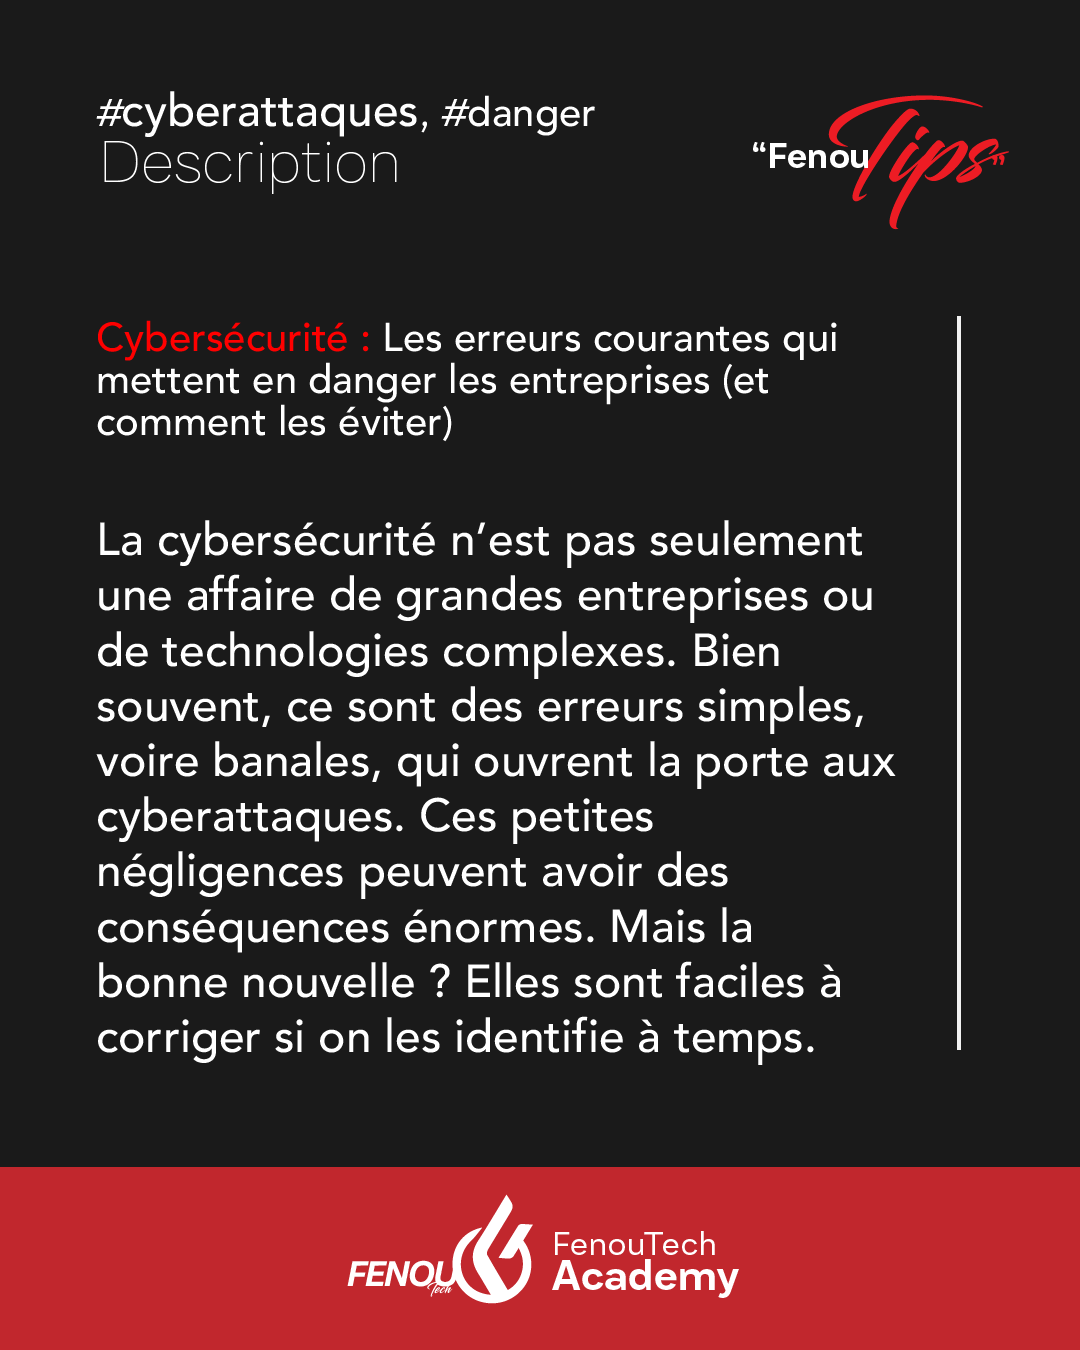 #cyberattaques, #danger
Description
“Fenou Tips”
Cybersécurité : Les erreurs courantes qui
mettent en danger les entreprises (et
comment les éviter)
La cybersécurité n’est pas seulement
une affaire de grandes entreprises ou
de technologies complexes. Bien
souvent, ce sont des erreurs simples,
voire banales, qui ouvrent la porte aux
cyberattaques. Ces petites
négligences peuvent avoir des
conséquences énormes. Mais la
bonne nouvelle ? Elles sont faciles à
corriger si on les identifie à temps.
FENOU
Tech
FenouTech
Academy